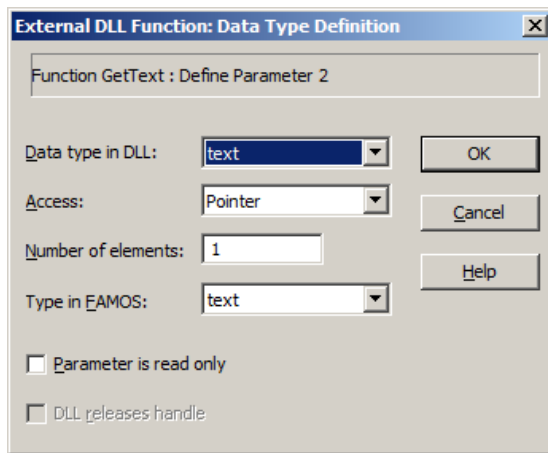 External DLL Function: Data Type Definition
Function GetText : Define Parameter 2
Data type in DLL: text OK
Access: Pointer Cancel
Number of elements: 1 Help
Type in FAMOS: text
Parameter is read only
DLL releases handle